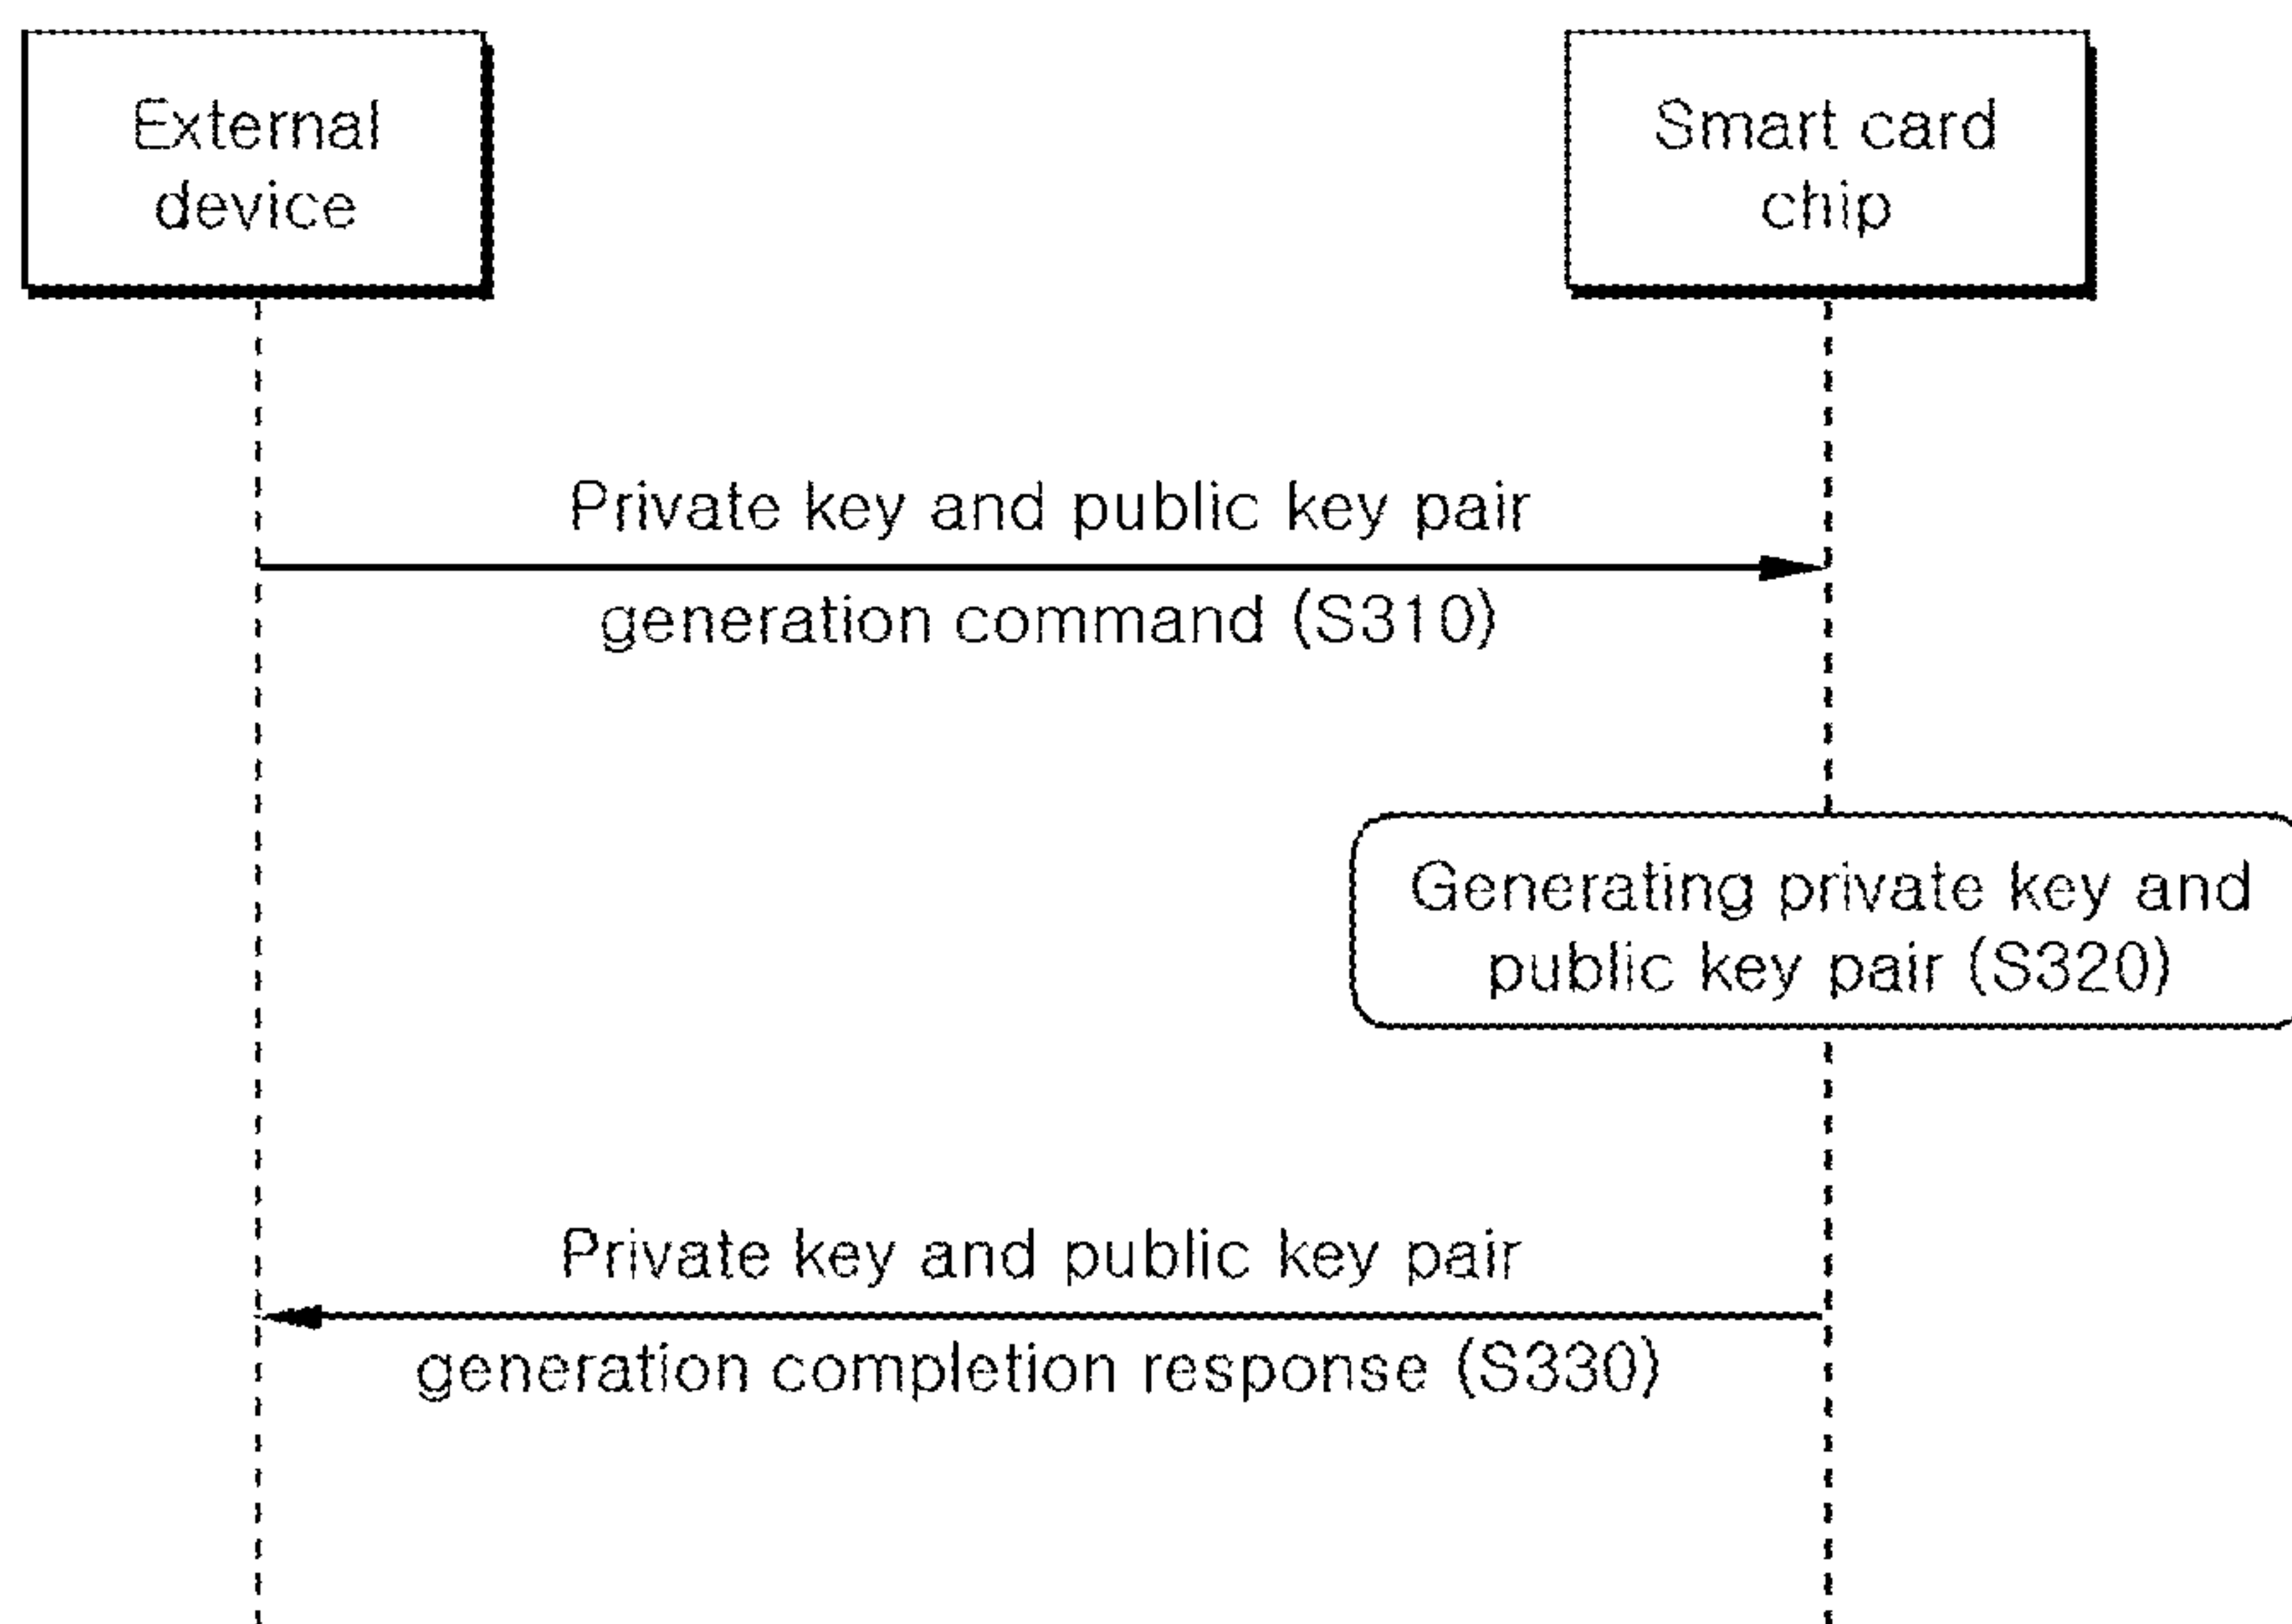 External
device
Smart card
chip
Private key and public key pair
generation command (S310)
Generating private key and
public key pair (S320)
Private key and public key pair
generation completion response (S330)